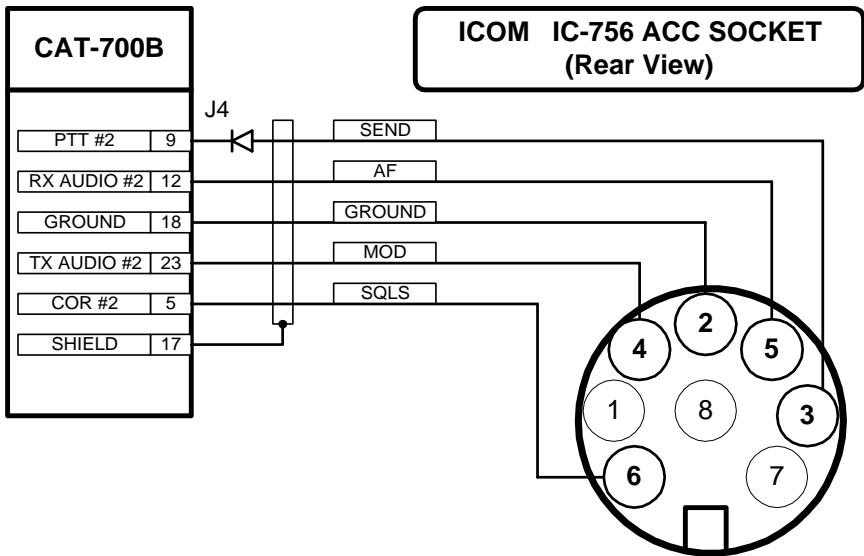 CAT-700B
ICOM IC-756 ACC SOCKET
(Rear View)
J4
PTT #2 9 SEND
RX AUDIO #2 12 AF
GROUND 18 GROUND
TX AUDIO #2 23 MOD
COR #2 5 SQLS
SHIELD 17
2
4 5
1 8 3
6 7